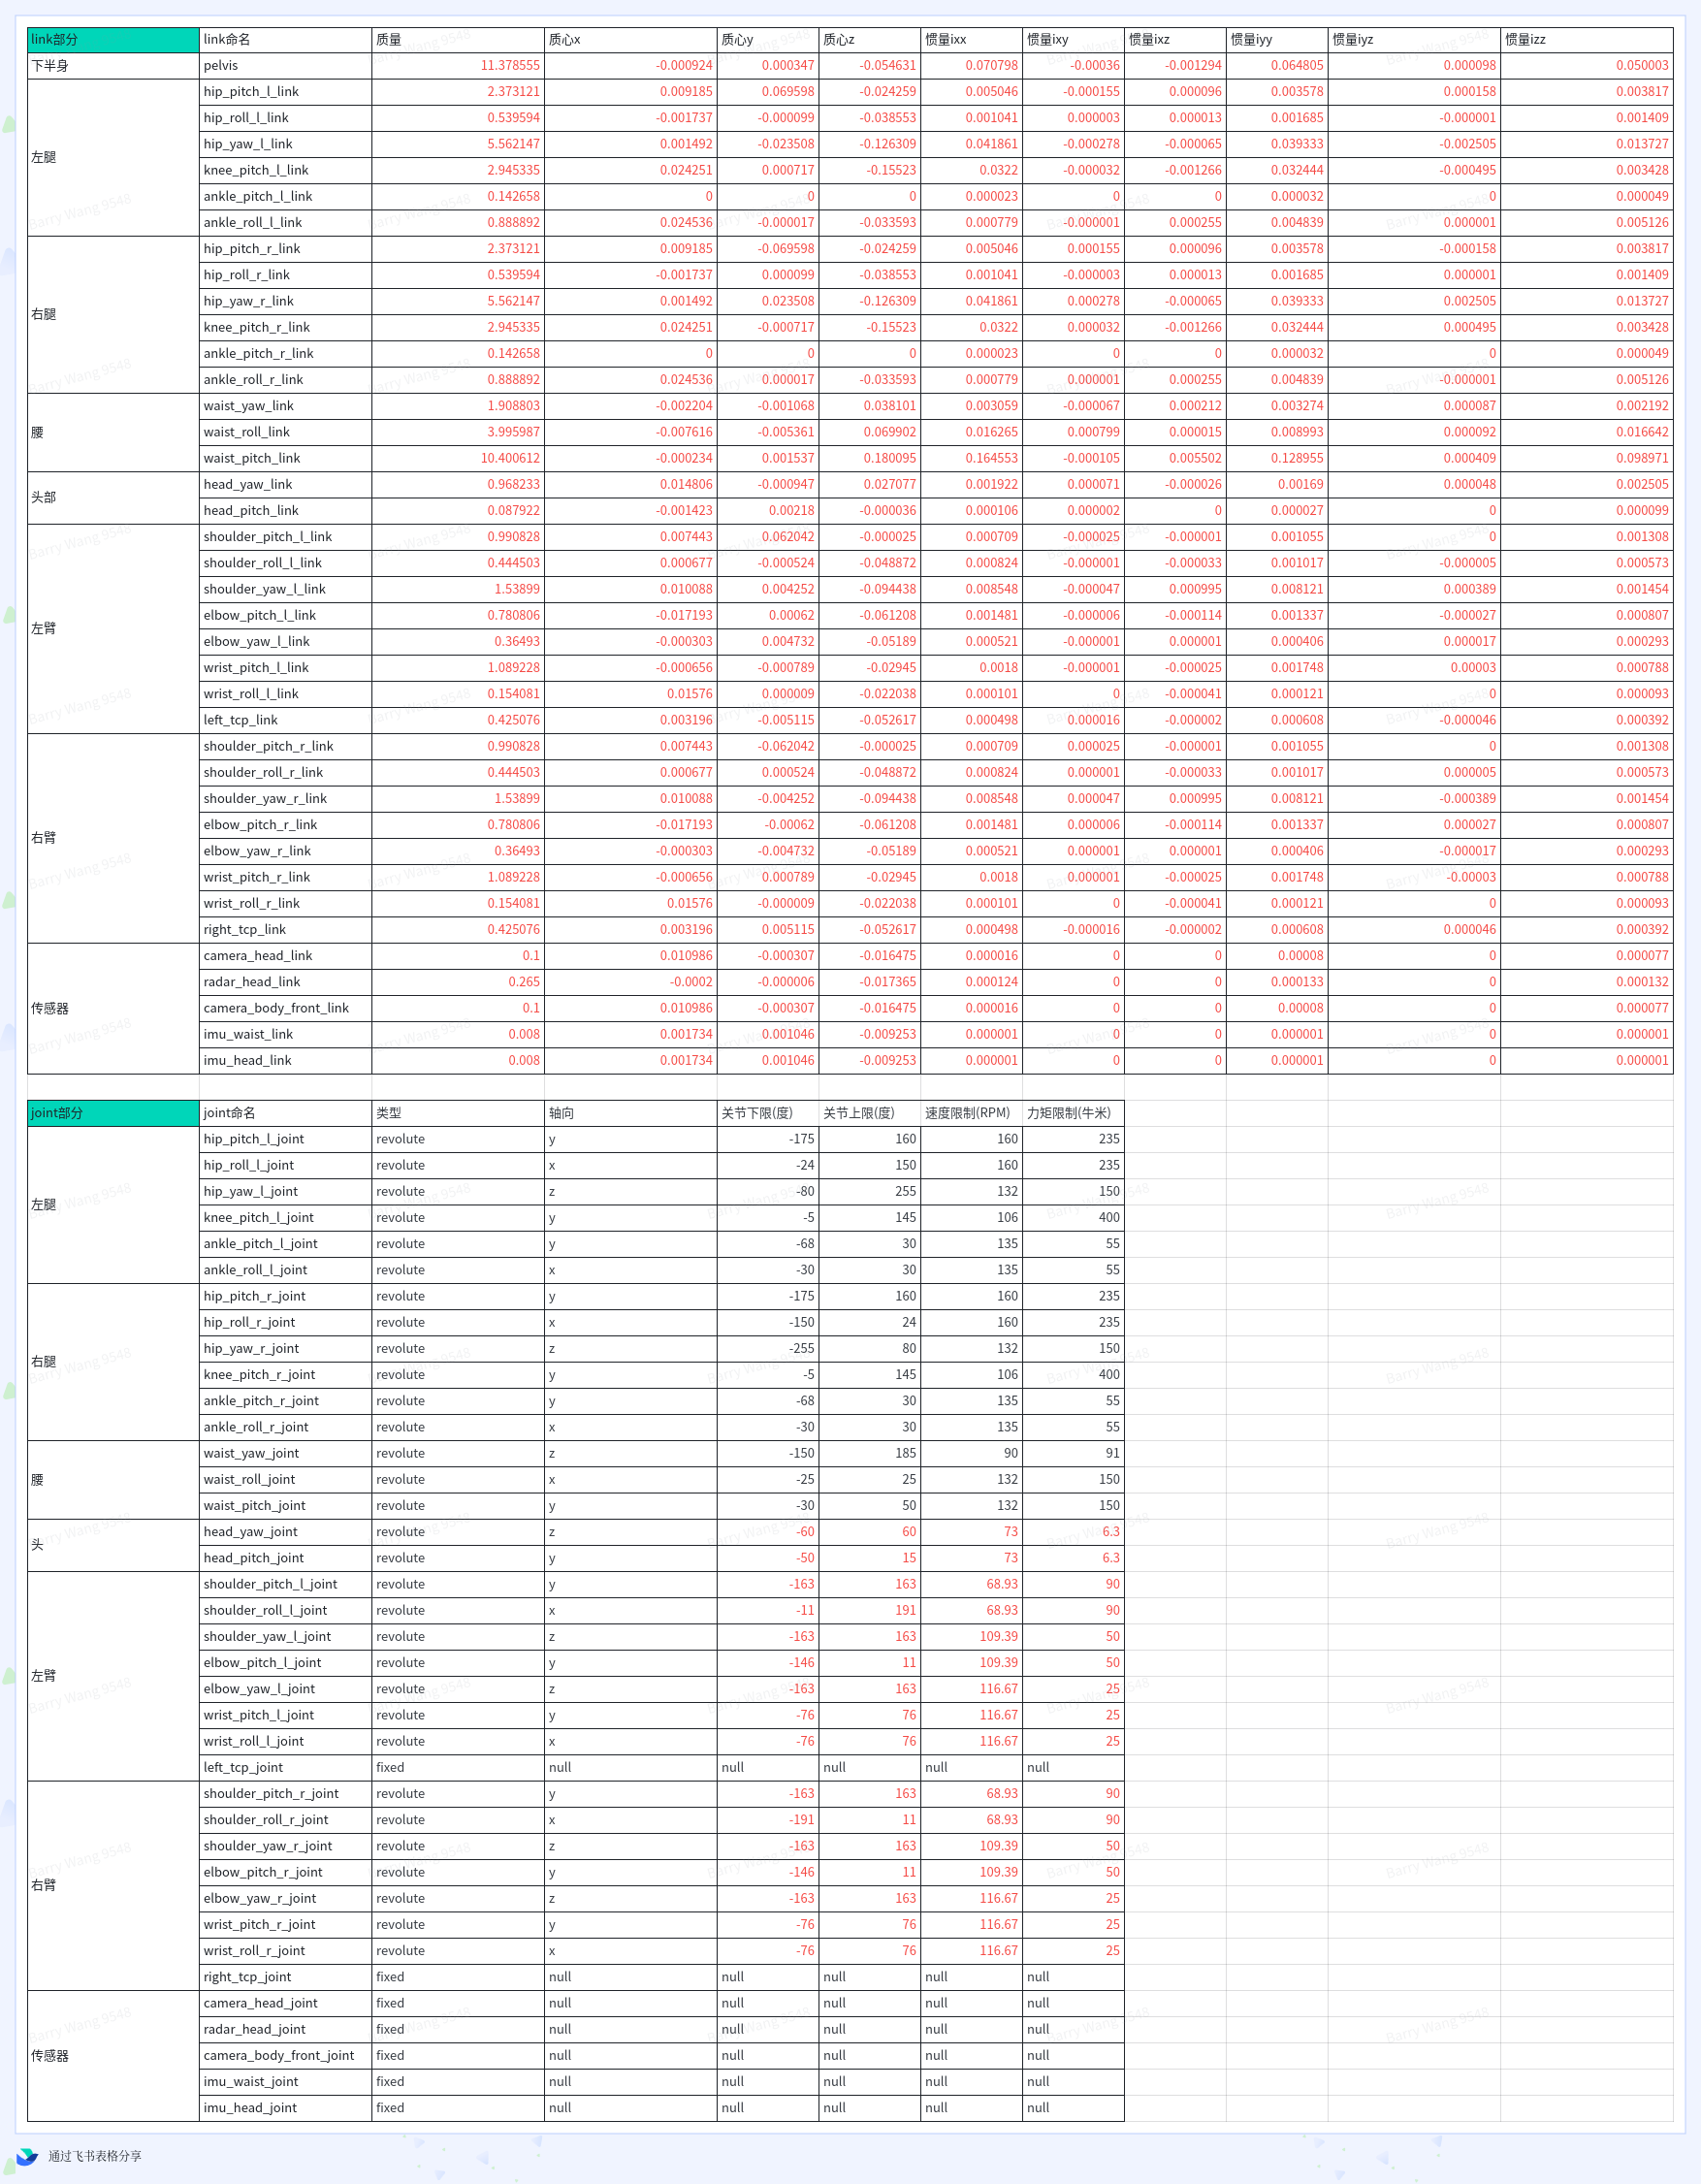 link部分 link命名 质量 质心x 质心y 质心z 惯量ixx 惯量ixy 惯量ixz 惯量iyy 惯量iyz 惯量izz
下半身 pelvis 11.378555 -0.000924 0.000347 -0.054631 0.070798 -0.00036 -0.001294 0.064805 0.000098 0.050003
左腿 hip_pitch_l_link 2.373121 0.009185 0.069598 -0.024259 0.005046 -0.000155 0.000096 0.003578 0.000158 0.003817
hip_roll_l_link 0.539594 -0.001737 -0.000099 -0.038553 0.001041 0.000003 0.000013 0.001685 -0.000001 0.001409
hip_yaw_l_link 5.562147 0.001492 -0.023508 -0.126309 0.041861 -0.000278 -0.000065 0.039333 -0.002505 0.013727
knee_pitch_l_link 2.945335 0.024251 0.000717 -0.15523 0.0322 -0.000032 -0.001266 0.032444 -0.000495 0.003428
ankle_pitch_l_link 0.142658 0 0 0 0.000023 0 0 0.000032 0 0.000049
ankle_roll_l_link 0.888892 0.024536 -0.000017 -0.033593 0.000779 -0.000001 0.000255 0.004839 0.000001 0.005126
右腿 hip_pitch_r_link 2.373121 0.009185 -0.069598 -0.024259 0.005046 0.000155 0.000096 0.003578 -0.000158 0.003817
hip_roll_r_link 0.539594 -0.001737 0.000099 -0.038553 0.001041 -0.000003 0.000013 0.001685 0.000001 0.001409
hip_yaw_r_link 5.562147 0.001492 0.023508 -0.126309 0.041861 0.000278 -0.000065 0.039333 0.002505 0.013727
knee_pitch_r_link 2.945335 0.024251 -0.000717 -0.15523 0.0322 0.000032 -0.001266 0.032444 0.000495 0.003428
ankle_pitch_r_link 0.142658 0 0 0 0.000023 0 0 0.000032 0 0.000049
ankle_roll_r_link 0.888892 0.024536 0.000017 -0.033593 0.000779 0.000001 0.000255 0.004839 -0.000001 0.005126
腰 waist_yaw_link 1.908803 -0.002204 -0.001068 0.038101 0.003059 -0.000067 0.000212 0.003274 0.000087 0.002192
waist_roll_link 3.995987 -0.007616 -0.005361 0.069902 0.016265 0.000799 0.000015 0.008993 0.000092 0.016642
waist_pitch_link 10.400612 -0.000234 0.001537 0.180095 0.164553 -0.000105 0.005502 0.128955 0.000409 0.098971
头部 head_yaw_link 0.968233 0.014806 -0.000947 0.027077 0.001922 0.000071 -0.000026 0.00169 0.000048 0.002505
head_pitch_link 0.087922 -0.001423 0.00218 -0.000036 0.000106 0.000002 0 0.000027 0 0.000099
左臂 shoulder_pitch_l_link 0.990828 0.007443 0.062042 -0.000025 0.000709 -0.000025 -0.000001 0.001055 0 0.001308
shoulder_roll_l_link 0.444503 0.000677 -0.000524 -0.048872 0.000824 -0.000001 -0.000033 0.001017 -0.000005 0.000573
shoulder_yaw_l_link 1.53899 0.010088 0.004252 -0.094438 0.008548 -0.000047 0.000995 0.008121 0.000389 0.001454
elbow_pitch_l_link 0.780806 -0.017193 0.00062 -0.061208 0.001481 -0.000006 -0.000114 0.001337 -0.000027 0.000807
elbow_yaw_l_link 0.36493 -0.000303 0.004732 -0.05189 0.000521 -0.000001 0.000001 0.000406 0.000017 0.000293
wrist_pitch_l_link 1.089228 -0.000656 -0.000789 -0.02945 0.0018 -0.000001 -0.000025 0.001748 0.00003 0.000788
wrist_roll_l_link 0.154081 0.01576 0.000009 -0.022038 0.000101 0 -0.000041 0.000121 0 0.000093
left_tcp_link 0.425076 0.003196 -0.005115 -0.052617 0.000498 0.000016 -0.000002 0.000608 -0.000046 0.000392
右臂 shoulder_pitch_r_link 0.990828 0.007443 -0.062042 -0.000025 0.000709 0.000025 -0.000001 0.001055 0 0.001308
shoulder_roll_r_link 0.444503 0.000677 0.000524 -0.048872 0.000824 0.000001 -0.000033 0.001017 0.000005 0.000573
shoulder_yaw_r_link 1.53899 0.010088 -0.004252 -0.094438 0.008548 0.000047 0.000995 0.008121 -0.000389 0.001454
elbow_pitch_r_link 0.780806 -0.017193 -0.00062 -0.061208 0.001481 0.000006 -0.000114 0.001337 0.000027 0.000807
elbow_yaw_r_link 0.36493 -0.000303 -0.004732 -0.05189 0.000521 0.000001 0.000001 0.000406 -0.000017 0.000293
wrist_pitch_r_link 1.089228 -0.000656 0.000789 -0.02945 0.0018 0.000001 -0.000025 0.001748 -0.00003 0.000788
wrist_roll_r_link 0.154081 0.01576 -0.000009 -0.022038 0.000101 0 -0.000041 0.000121 0 0.000093
right_tcp_link 0.425076 0.003196 0.005115 -0.052617 0.000498 -0.000016 -0.000002 0.000608 0.000046 0.000392
传感器 camera_head_link 0.1 0.010986 -0.000307 -0.016475 0.000016 0 0 0.00008 0 0.000077
radar_head_link 0.265 -0.0002 -0.000006 -0.017365 0.000124 0 0 0.000133 0 0.000132
camera_body_front_link 0.1 0.010986 -0.000307 -0.016475 0.000016 0 0 0.00008 0 0.000077
imu_waist_link 0.008 0.001734 0.001046 -0.009253 0.000001 0 0 0.000001 0 0.000001
imu_head_link 0.008 0.001734 0.001046 -0.009253 0.000001 0 0 0.000001 0 0.000001
joint部分 joint命名 类型 轴向 关节下限(度) 关节上限(度) 速度限制(RPM) 力矩限制(牛米)
左腿 hip_pitch_l_joint revolute y -175 160 160 235
hip_roll_l_joint revolute x -24 150 160 235
hip_yaw_l_joint revolute z -80 255 132 150
knee_pitch_l_joint revolute y -5 145 106 400
ankle_pitch_l_joint revolute y -68 30 135 55
ankle_roll_l_joint revolute x -30 30 135 55
右腿 hip_pitch_r_joint revolute y -175 160 160 235
hip_roll_r_joint revolute x -150 24 160 235
hip_yaw_r_joint revolute z -255 80 132 150
knee_pitch_r_joint revolute y -5 145 106 400
ankle_pitch_r_joint revolute y -68 30 135 55
ankle_roll_r_joint revolute x -30 30 135 55
腰 waist_yaw_joint revolute z -150 185 90 91
waist_roll_joint revolute x -25 25 132 150
waist_pitch_joint revolute y -30 50 132 150
头 head_yaw_joint revolute z -60 60 73 6.3
head_pitch_joint revolute y -50 15 73 6.3
左臂 shoulder_pitch_l_joint revolute y -163 163 68.93 90
shoulder_roll_l_joint revolute x -11 191 68.93 90
shoulder_yaw_l_joint revolute z -163 163 109.39 50
elbow_pitch_l_joint revolute y -146 11 109.39 50
elbow_yaw_l_joint revolute z -163 163 116.67 25
wrist_pitch_l_joint revolute y -76 76 116.67 25
wrist_roll_l_joint revolute x -76 76 116.67 25
left_tcp_joint fixed null null null null null
右臂 shoulder_pitch_r_joint revolute y -163 163 68.93 90
shoulder_roll_r_joint revolute x -191 11 68.93 90
shoulder_yaw_r_joint revolute z -163 163 109.39 50
elbow_pitch_r_joint revolute y -146 11 109.39 50
elbow_yaw_r_joint revolute z -163 163 116.67 25
wrist_pitch_r_joint revolute y -76 76 116.67 25
wrist_roll_r_joint revolute x -76 76 116.67 25
right_tcp_joint fixed null null null null null
传感器 camera_head_joint fixed null null null null null
radar_head_joint fixed null null null null null
camera_body_front_joint fixed null null null null null
imu_waist_joint fixed null null null null null
imu_head_joint fixed null null null null null
通过飞书表格分享
Barry Wang 9548